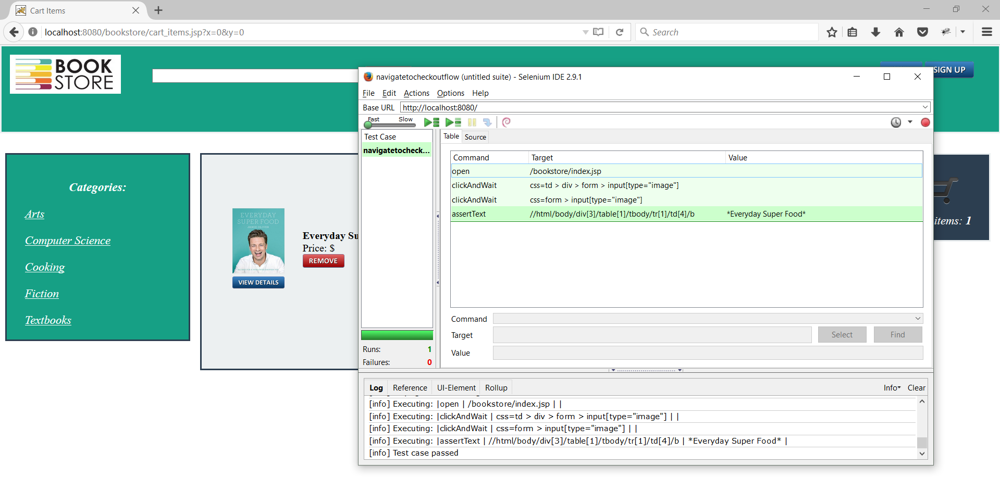 Cart Items
localhost:8080/bookstore/cart_items.jsp?x=0&y=0
Search
BOOK
STORE
SIGN UP
navigatetocheckoutflow (untitled suite) - Selenium IDE 2.9.1
File Edit Actions Options Help
Base URL http://localhost:8080/
Fast Slow
Test Case
navigatetocheck...
Table Source
Command Target Value
open /bookstore/index.jsp
clickAndWait css=td > div > form > input[type="image"]
clickAndWait css=form > input[type="image"]
assertText //html/body/div[3]/table[1]/tbody/tr[1]/td[4]/b *Everyday Super Food*
Command
Target Select Find
Value
Runs: 1
Failures: 0
Log Reference UI-Element Rollup Info Clear
[info] Executing: |open | /bookstore/index.jsp | |
[info] Executing: |clickAndWait | css=td > div > form > input[type="image"] | |
[info] Executing: |clickAndWait | css=form > input[type="image"] | |
[info] Executing: |assertText | //html/body/div[3]/table[1]/tbody/tr[1]/td[4]/b | *Everyday Super Food* |
[info] Test case passed
Categories:
Arts
Computer Science
Cooking
Fiction
Textbooks
EVERYDAY
SUPER FOOD
JAMIE OLIVER
VIEW DETAILS
Everyday Su
Price: $
REMOVE
items: 1